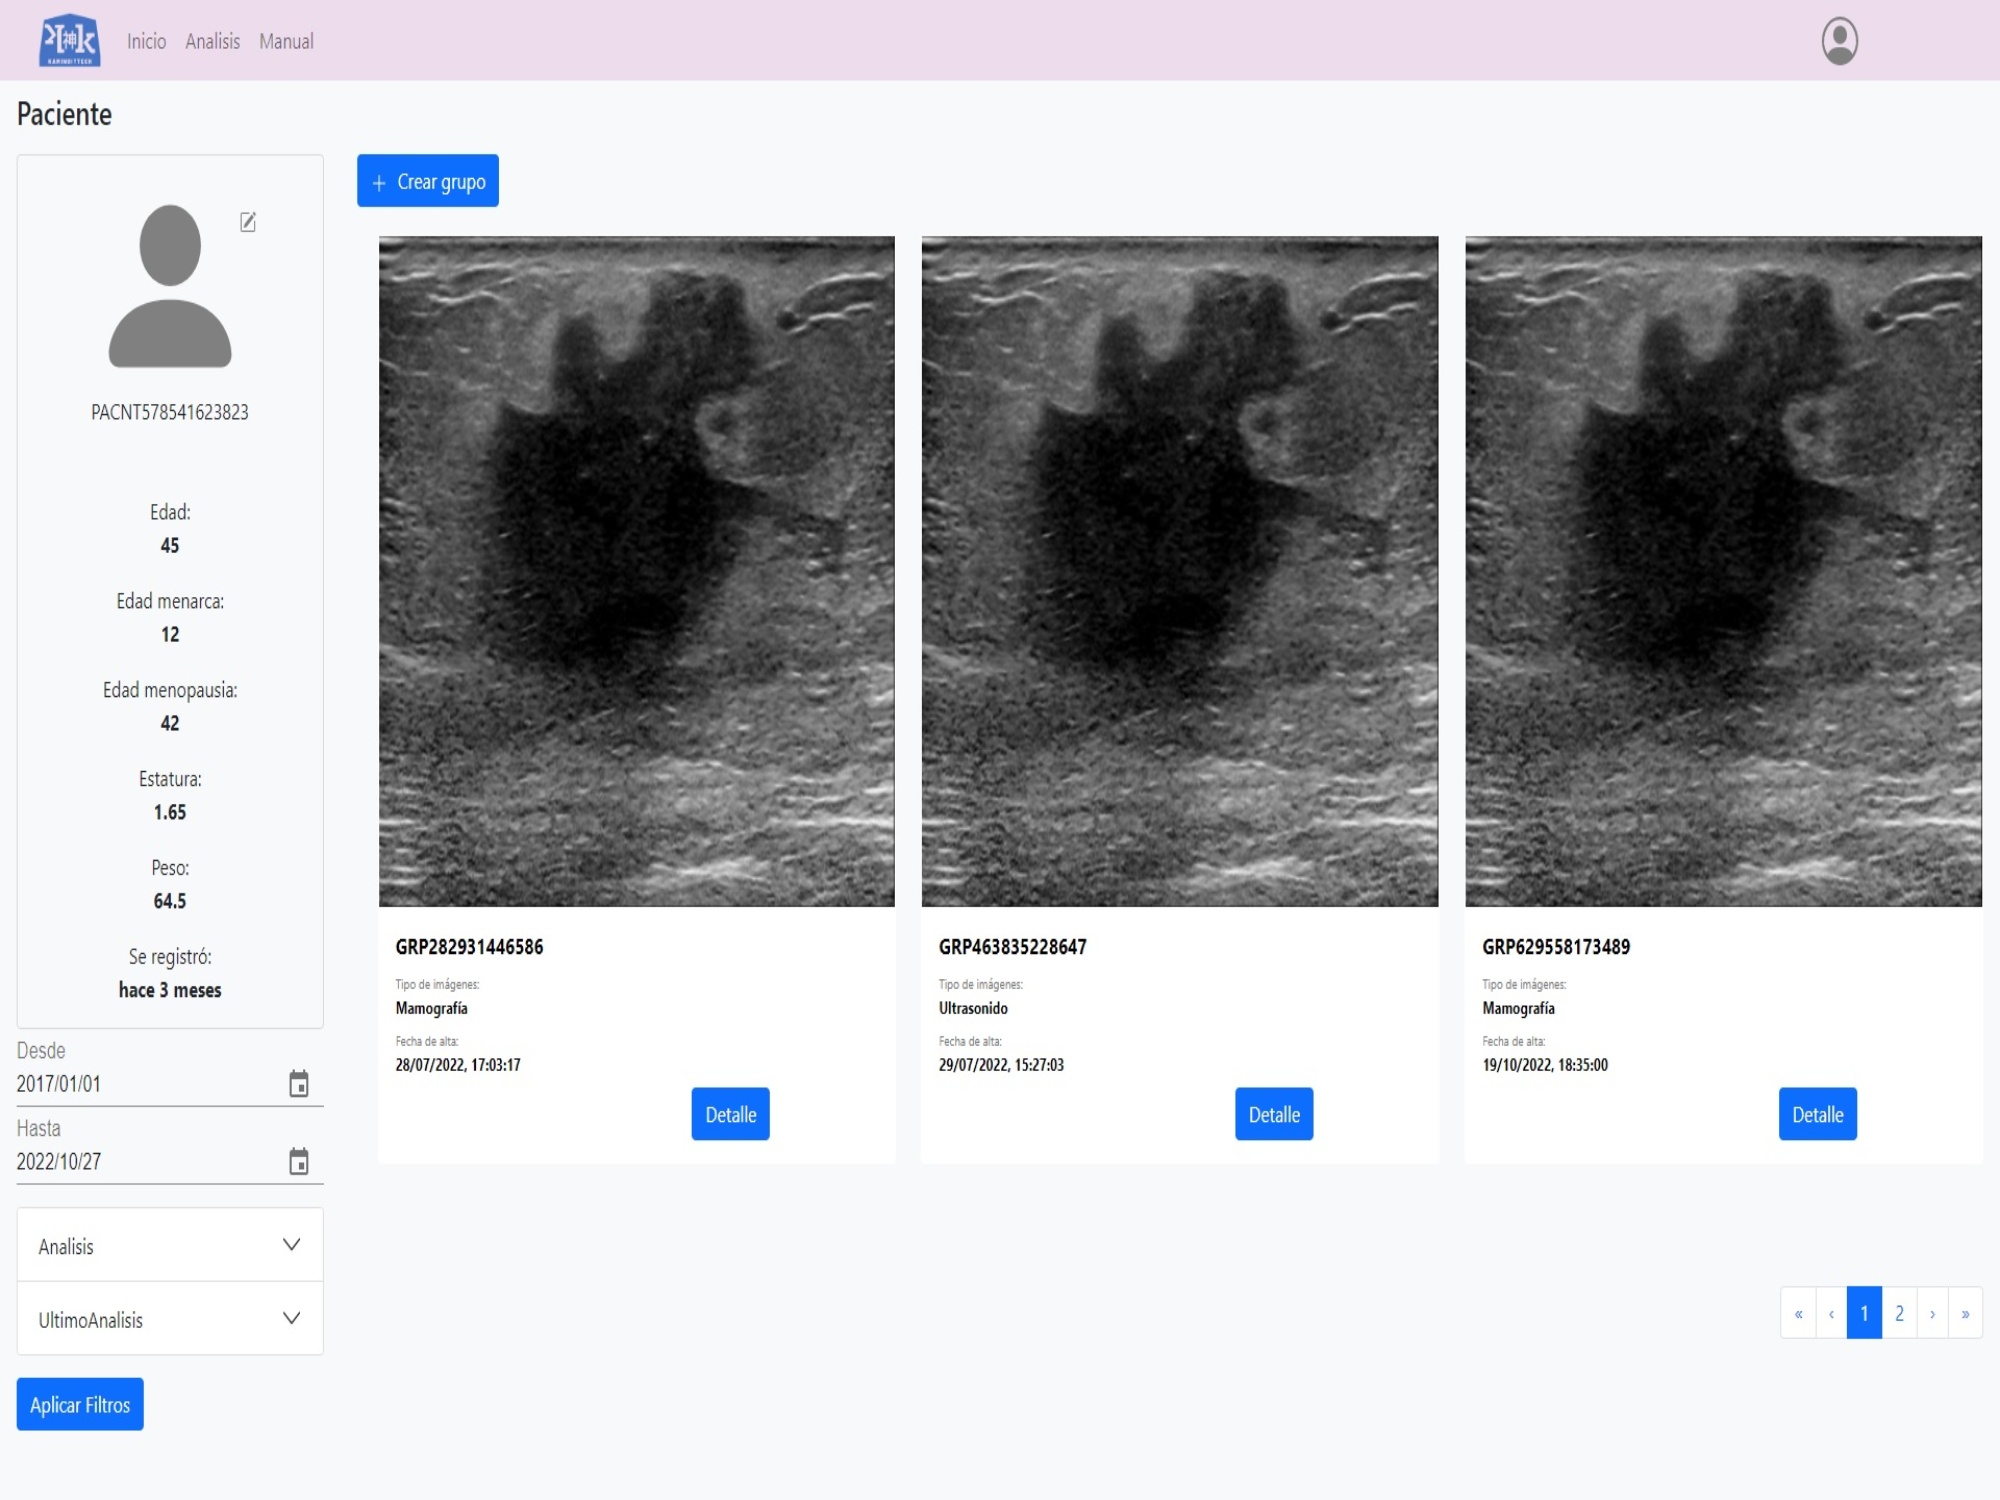 KAMINBITTECH
Inicio Analisis Manual
Paciente
PACNT578541623823
Edad:
45
Edad menarca:
12
Edad menopausia:
42
Estatura:
1.65
Peso:
64.5
Se registró:
hace 3 meses
Desde
2017/01/01
Hasta
2022/10/27
Analisis
UltimoAnalisis
Aplicar Filtros
+ Crear grupo
GRP282931446586
Tipo de imágenes:
Mamografía
Fecha de alta:
28/07/2022, 17:03:17
Detalle
GRP463835228647
Tipo de imágenes:
Ultrasonido
Fecha de alta:
29/07/2022, 15:27:03
Detalle
GRP629558173489
Tipo de imágenes:
Mamografía
Fecha de alta:
19/10/2022, 18:35:00
Detalle
« ‹ 1 2 › »